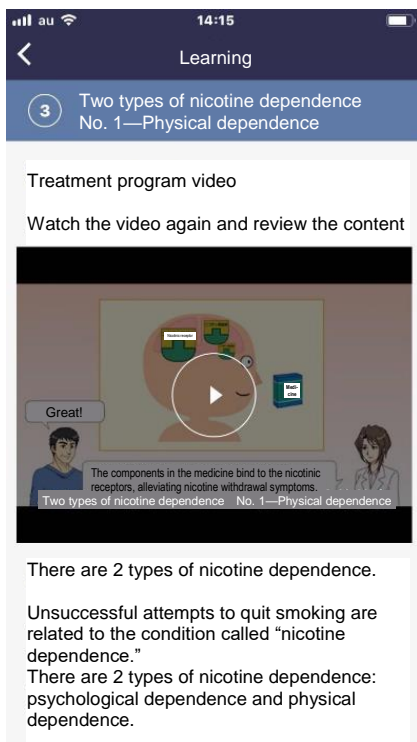 au 14:15
Learning
3
Two types of nicotine dependence
No. 1—Physical dependence
Treatment program video
Watch the video again and review the content
Nicotine receptor
Medi-
cine
Great!
The components in the medicine bind to the nicotinic
receptors, alleviating nicotine withdrawal symptoms.
Two types of nicotine dependence No. 1—Physical dependence
There are 2 types of nicotine dependence.
Unsuccessful attempts to quit smoking are
related to the condition called “nicotine
dependence.”
There are 2 types of nicotine dependence:
psychological dependence and physical
dependence.